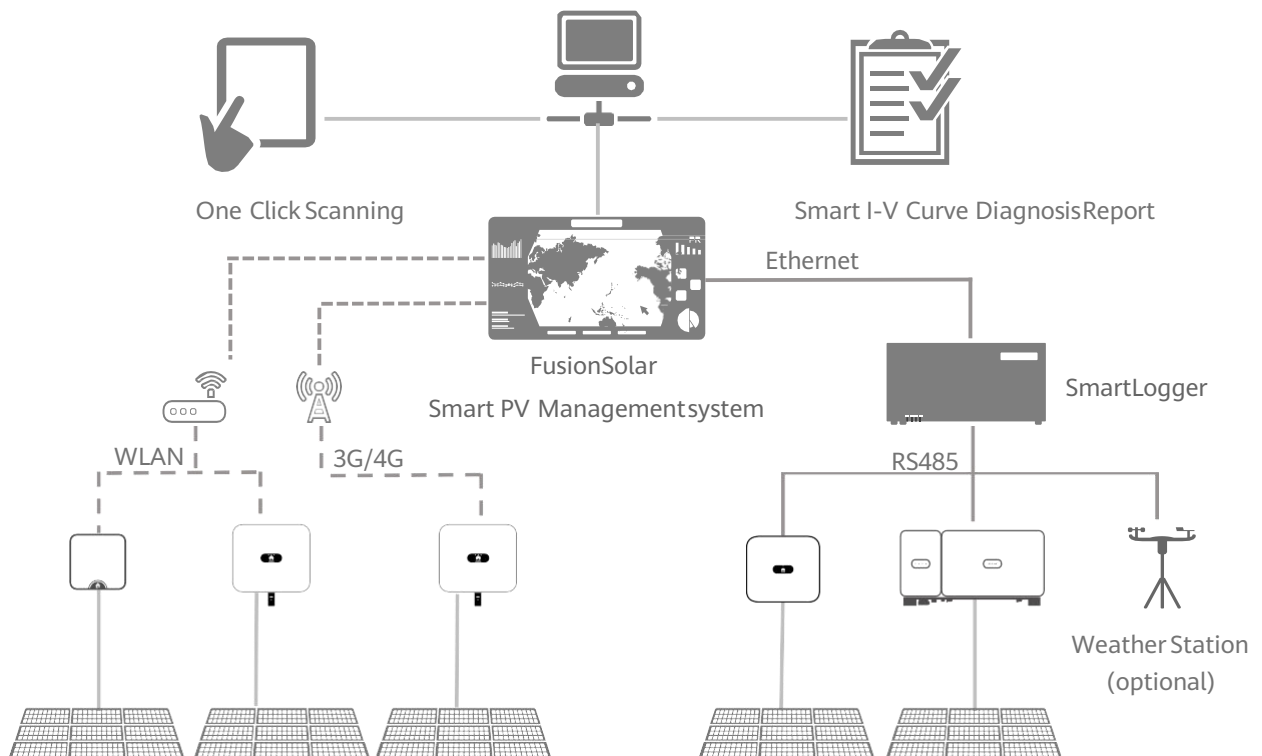 One Click Scanning
Smart I-V Curve DiagnosisReport
Ethernet
FusionSolar
Smart PV Managementsystem
SmartLogger
WLAN
3G/4G
RS485
Weather Station
(optional)